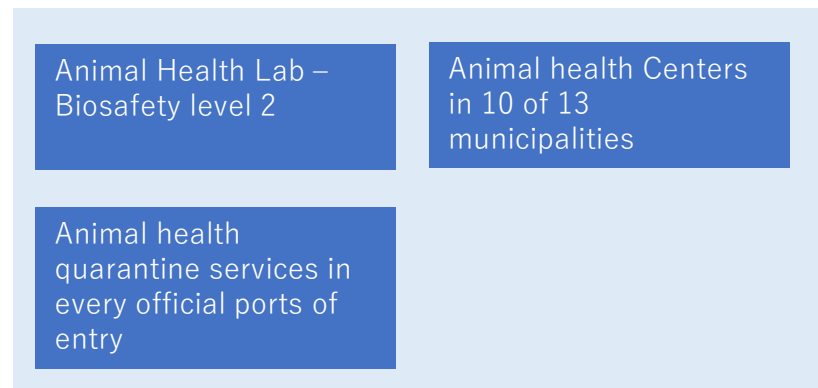 Animal Health Lab –
Biosafety level 2
Animal health Centers
in 10 of 13
municipalities
Animal health
quarantine services in
every official ports of
entry